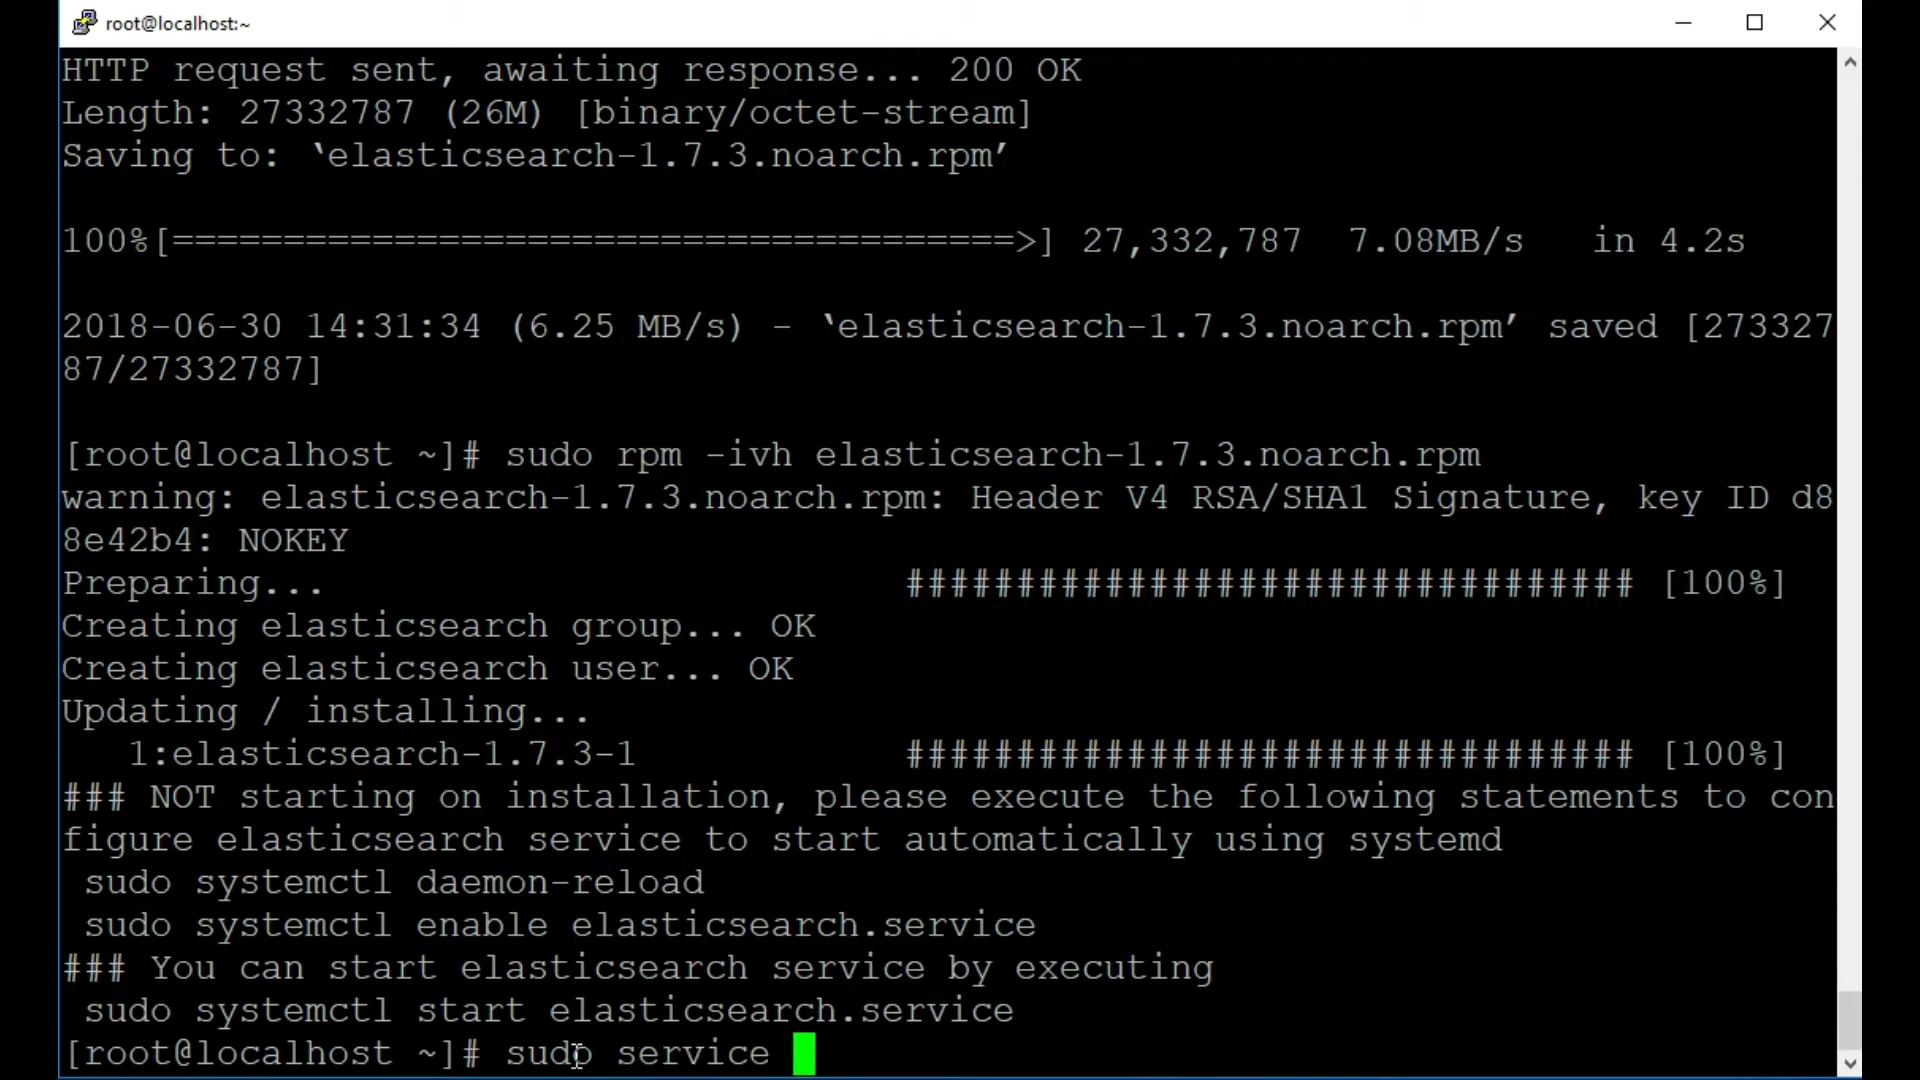 root@localhost:~
HTTP request sent, awaiting response... 200 OK
Length: 27332787 (26M) [binary/octet-stream]
Saving to: ‘elasticsearch-1.7.3.noarch.rpm’
100%[======================================>] 27,332,787  7.08MB/s   in 4.2s
2018-06-30 14:31:34 (6.25 MB/s) - ‘elasticsearch-1.7.3.noarch.rpm’ saved [273327
87/27332787]
[root@localhost ~]# sudo rpm -ivh elasticsearch-1.7.3.noarch.rpm
warning: elasticsearch-1.7.3.noarch.rpm: Header V4 RSA/SHA1 Signature, key ID d8
8e42b4: NOKEY
Preparing...                          ################################# [100%]
Creating elasticsearch group... OK
Creating elasticsearch user... OK
Updating / installing...
   1:elasticsearch-1.7.3-1            ################################# [100%]
### NOT starting on installation, please execute the following statements to con
figure elasticsearch service to start automatically using systemd
 sudo systemctl daemon-reload
 sudo systemctl enable elasticsearch.service
### You can start elasticsearch service by executing
 sudo systemctl start elasticsearch.service
[root@localhost ~]# sudo service